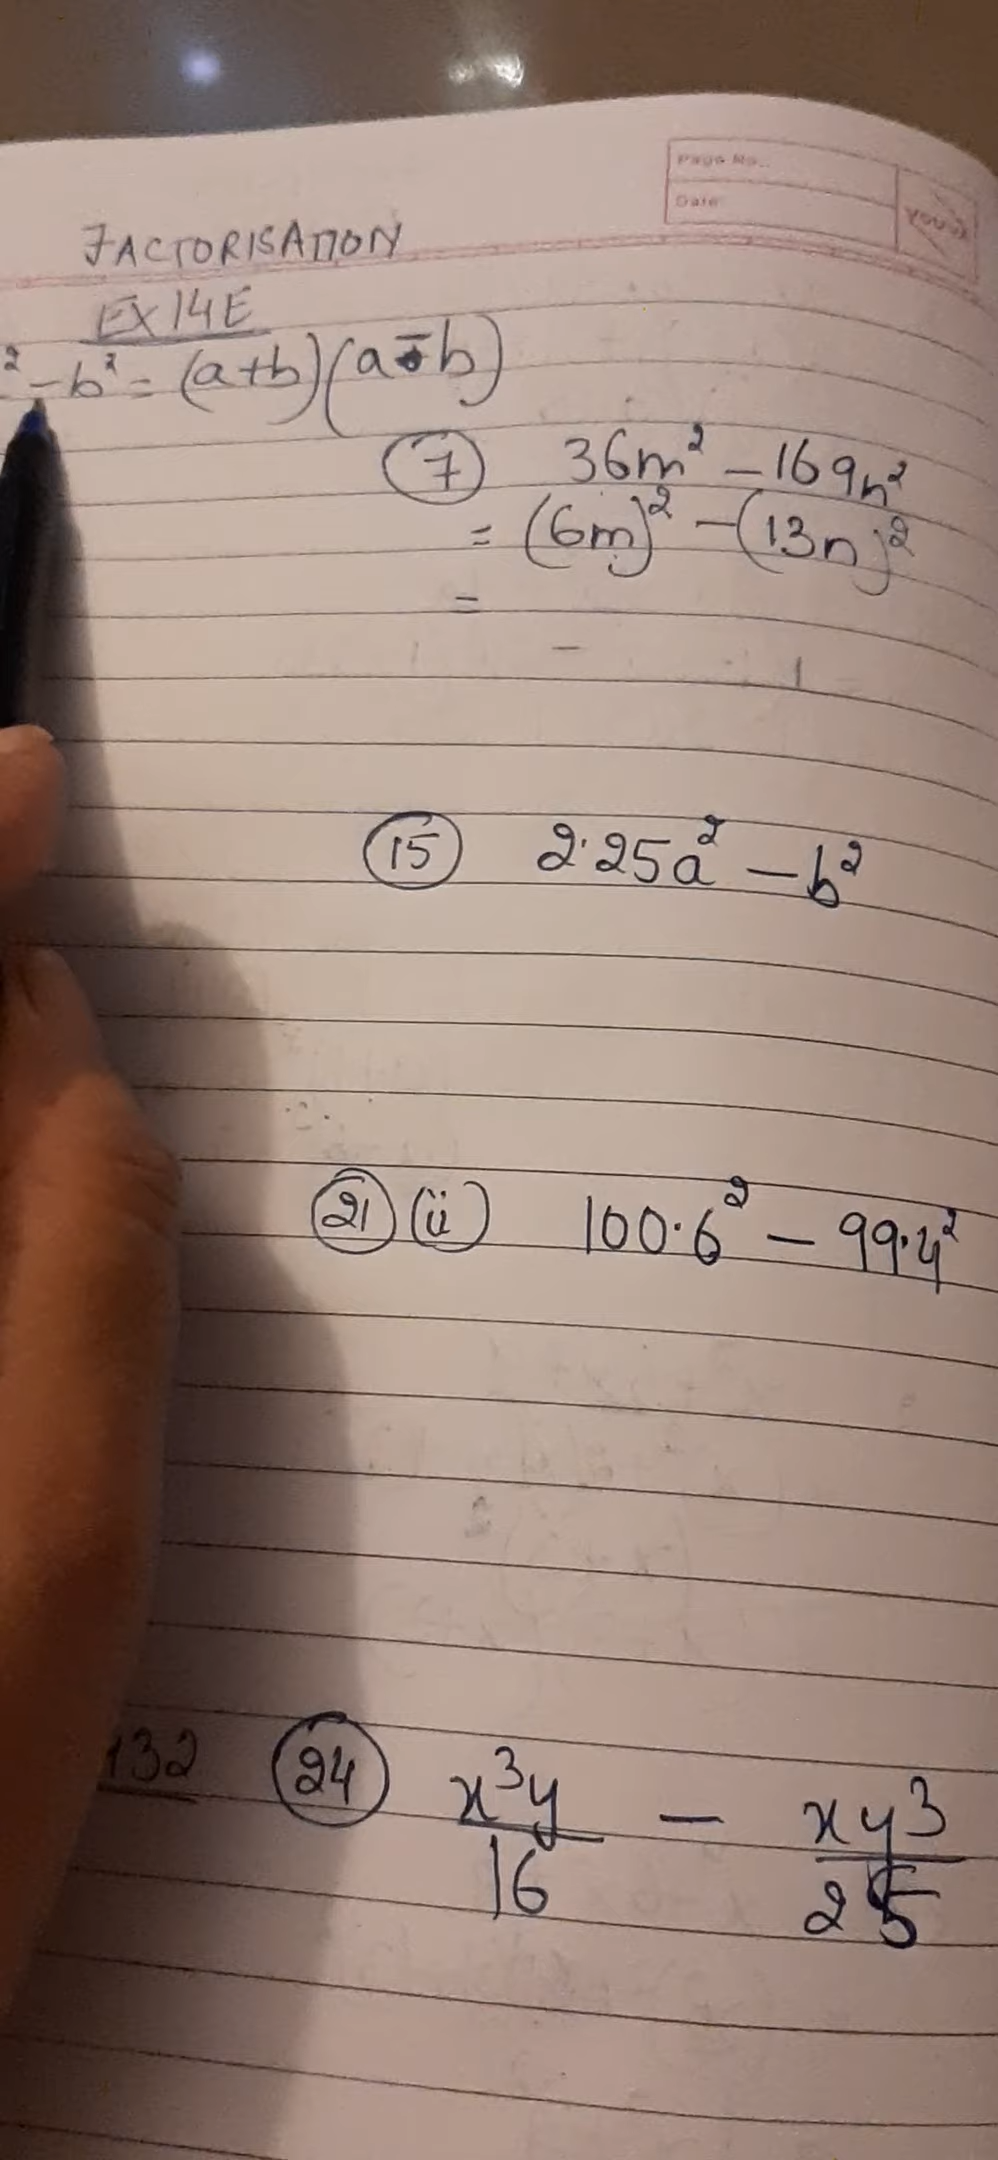 Page No.
Date
FACTORISATION
EX 14E
² - b² = (a+b)(a-b)
7 36m² - 169n²
= (6m)² - (13n)²
=
15 2.25a² - b²
21 (ii) 100.6² - 99.4²
132 24 x³y/16 - xy³/25